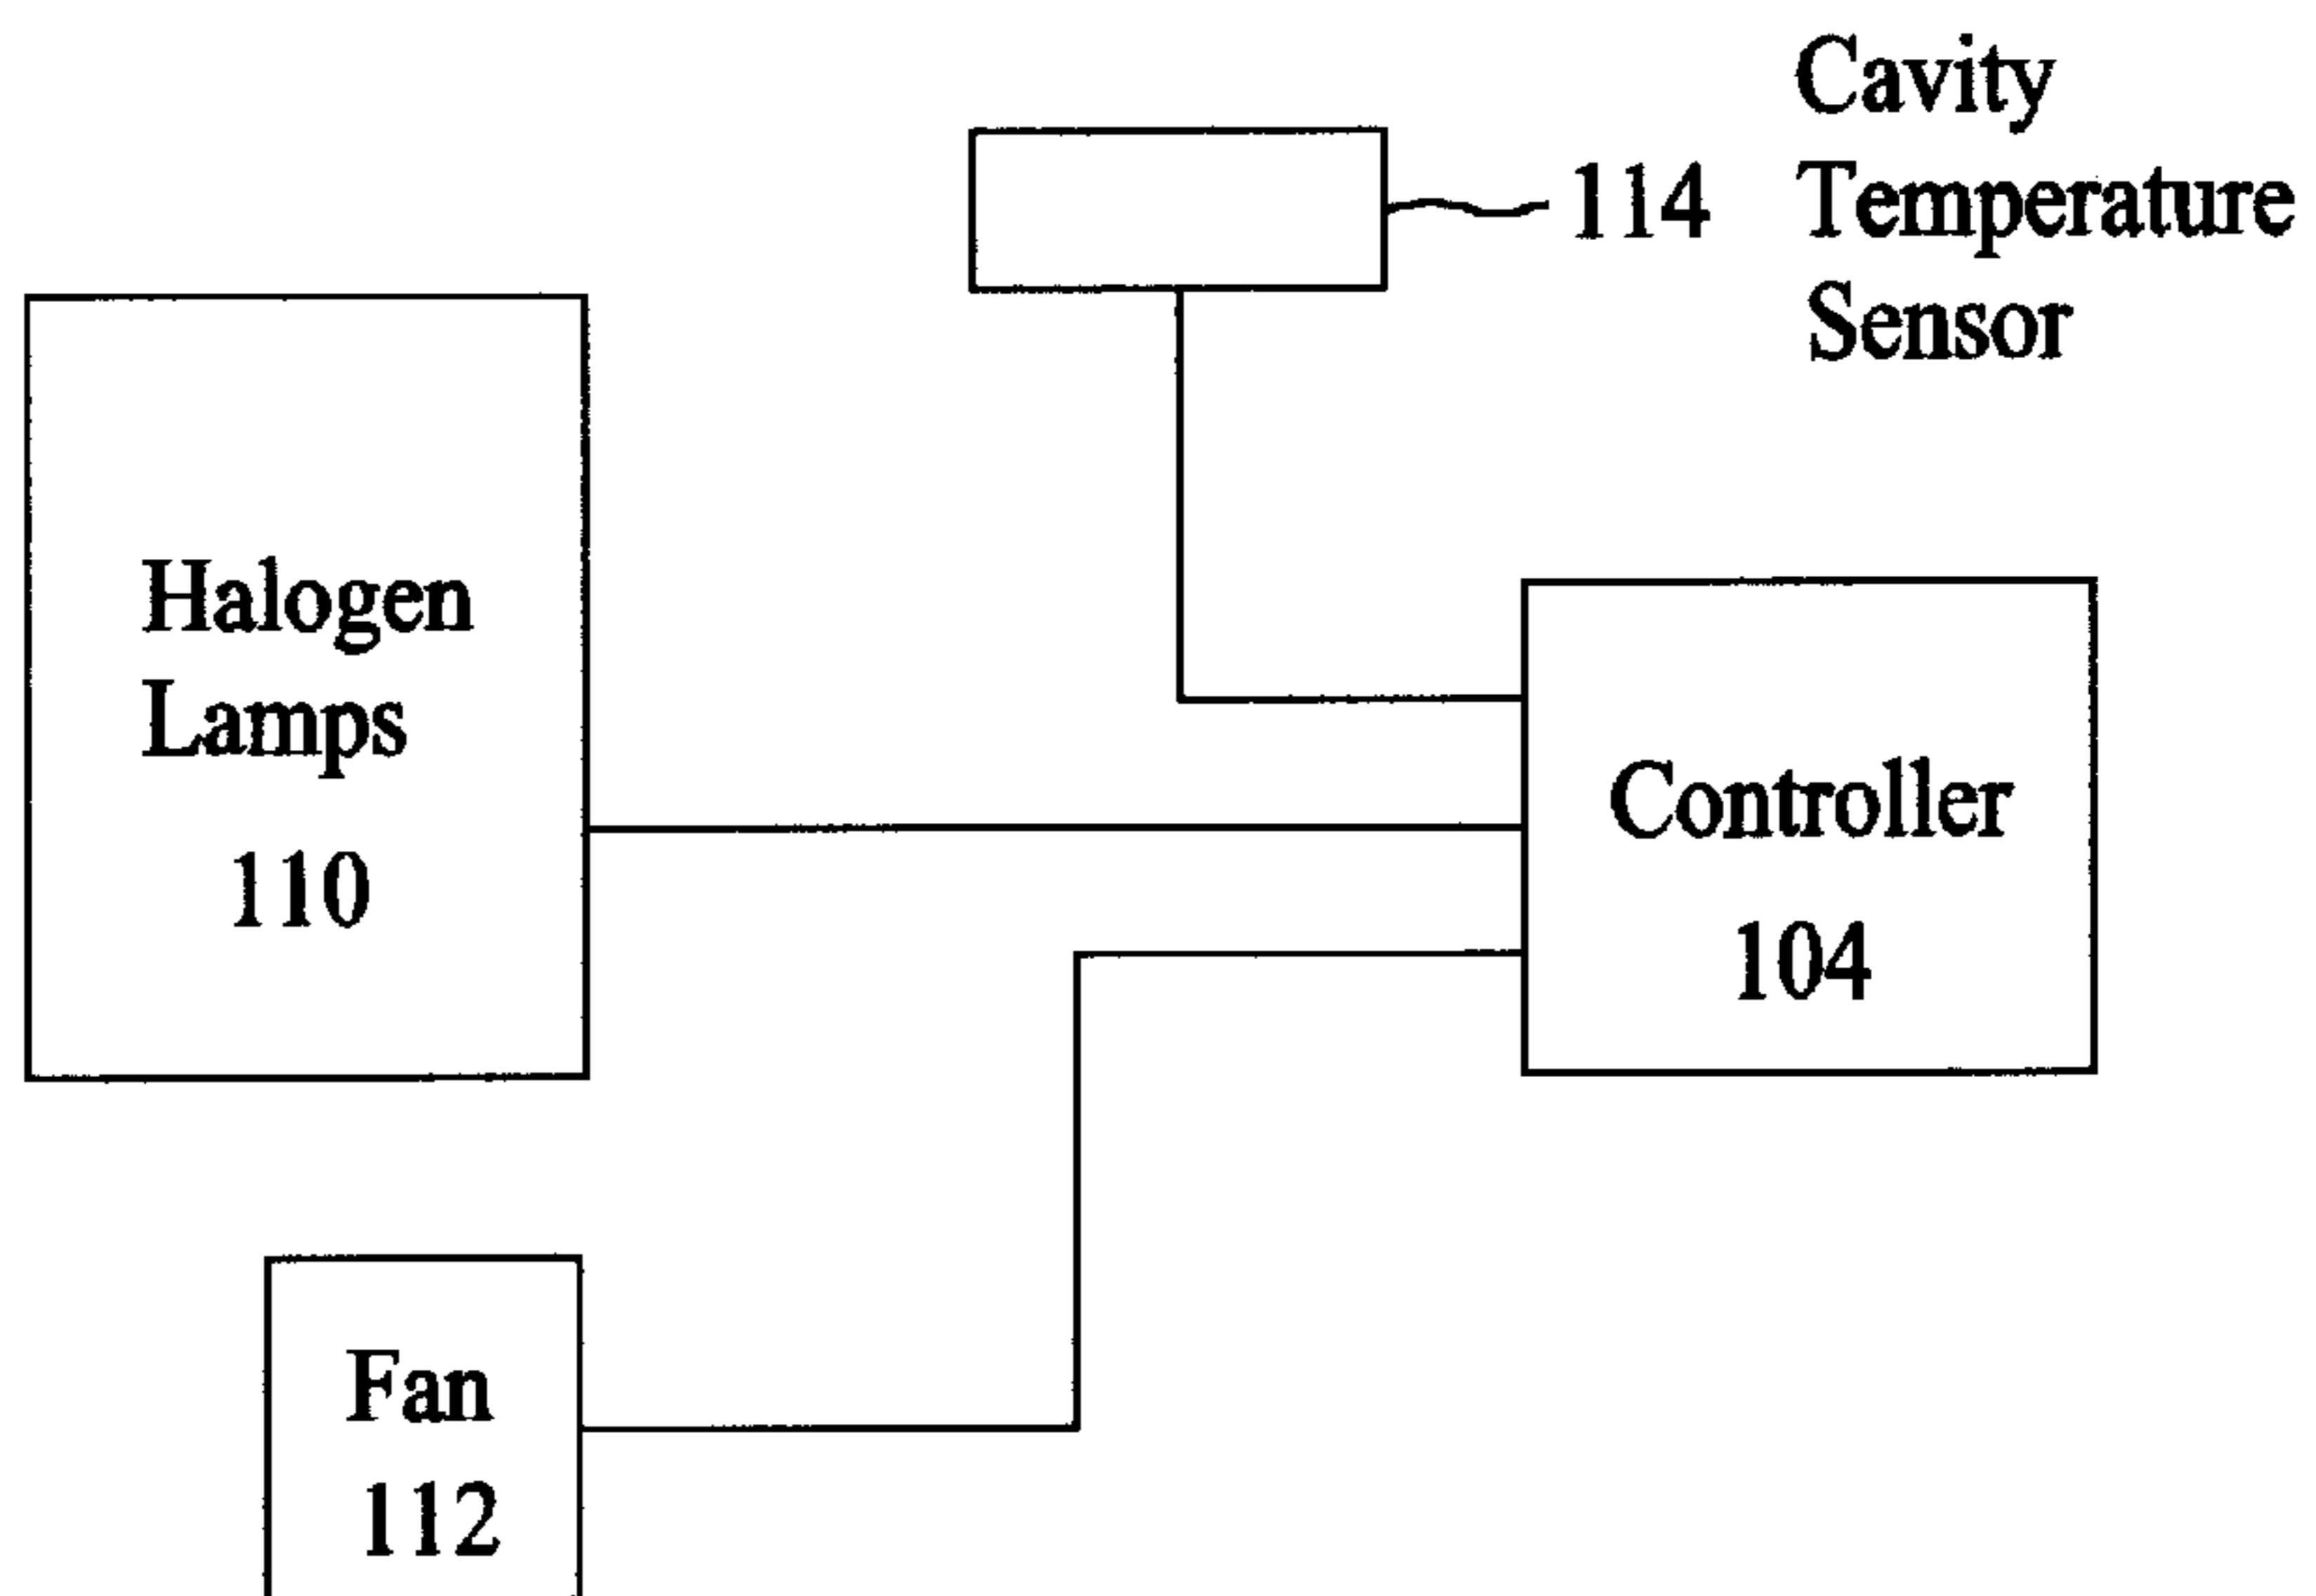 Cavity
114 Temperature
Sensor
Halogen
Lamps
110
Controller
104
Fan
112